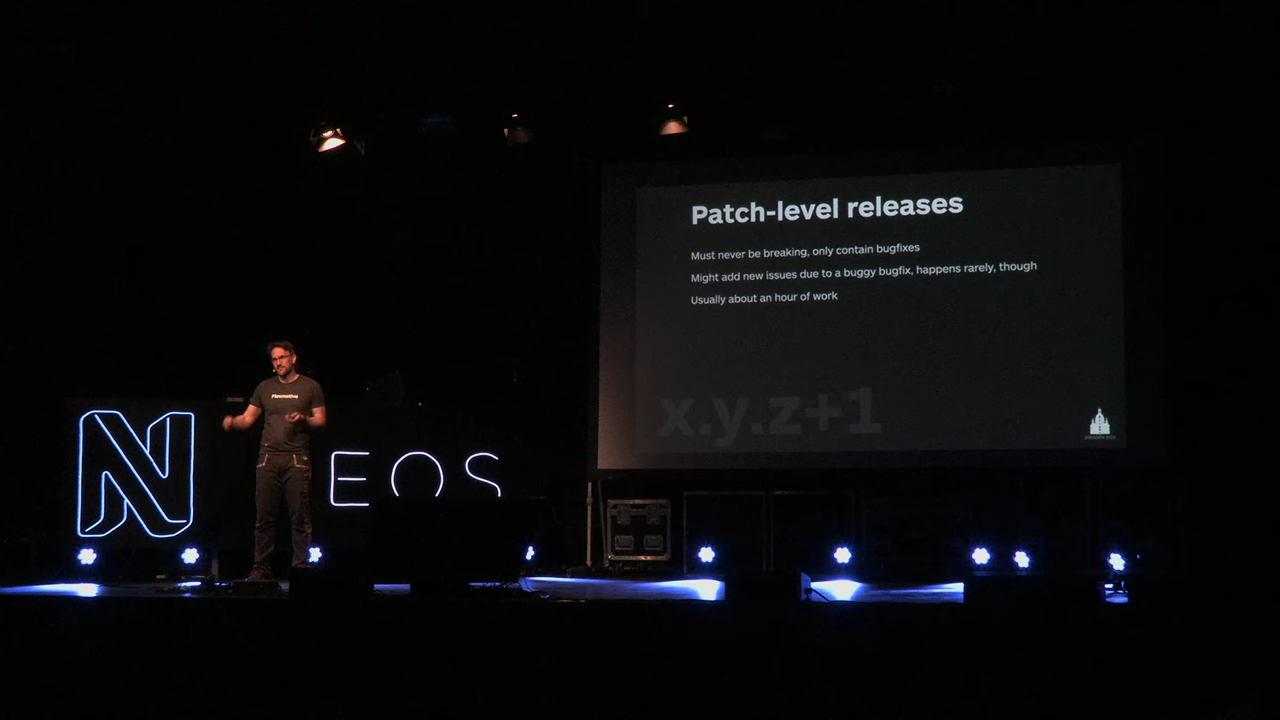 Patch-level releases
Must never be breaking, only contain bugfixes
Might add new issues due to a buggy bugfix, happens rarely, though
Usually about an hour of work
x.y.z+1
N EOS